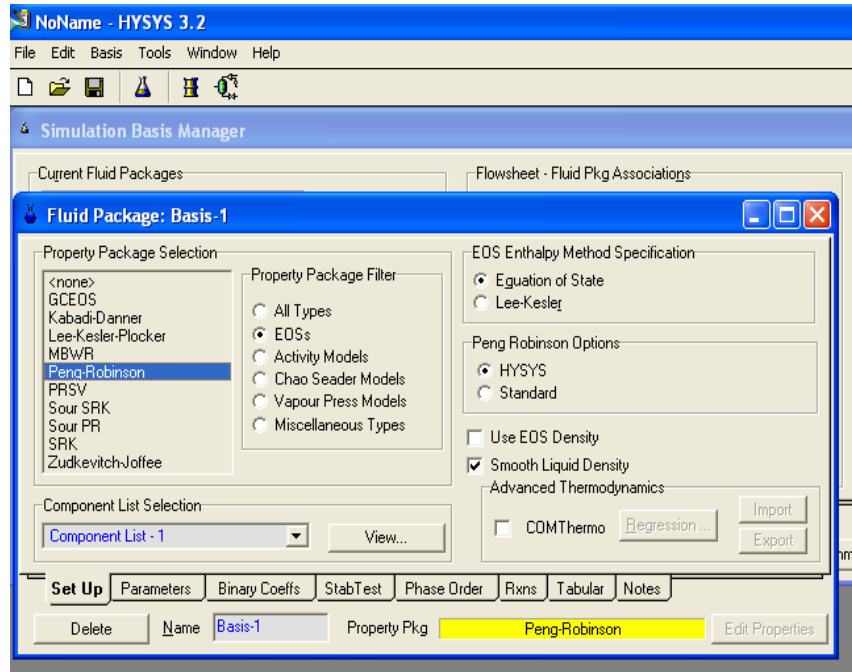 NoName - HYSYS 3.2
File Edit Basis Tools Window Help
Simulation Basis Manager
Current Fluid Packages
Flowsheet - Fluid Pkg Associations
Fluid Package: Basis-1
Property Package Selection
<none>
GCEOS
Kabadi-Danner
Lee-Kesler-Plocker
MBWR
Peng-Robinson
PRSV
Sour SRK
Sour PR
SRK
Zudkevitch-Joffee
Property Package Filter
All Types
EOSs
Activity Models
Chao Seader Models
Vapour Press Models
Miscellaneous Types
EOS Enthalpy Method Specification
Equation of State
Lee-Kesler
Peng Robinson Options
HYSYS
Standard
Use EOS Density
Smooth Liquid Density
Advanced Thermodynamics
COMThermo
Regression ...
Import
Export
Component List Selection
Component List - 1
View...
Set Up Parameters Binary Coeffs StabTest Phase Order Rxns Tabular Notes
Delete Name Basis-1 Property Pkg Peng-Robinson Edit Properties